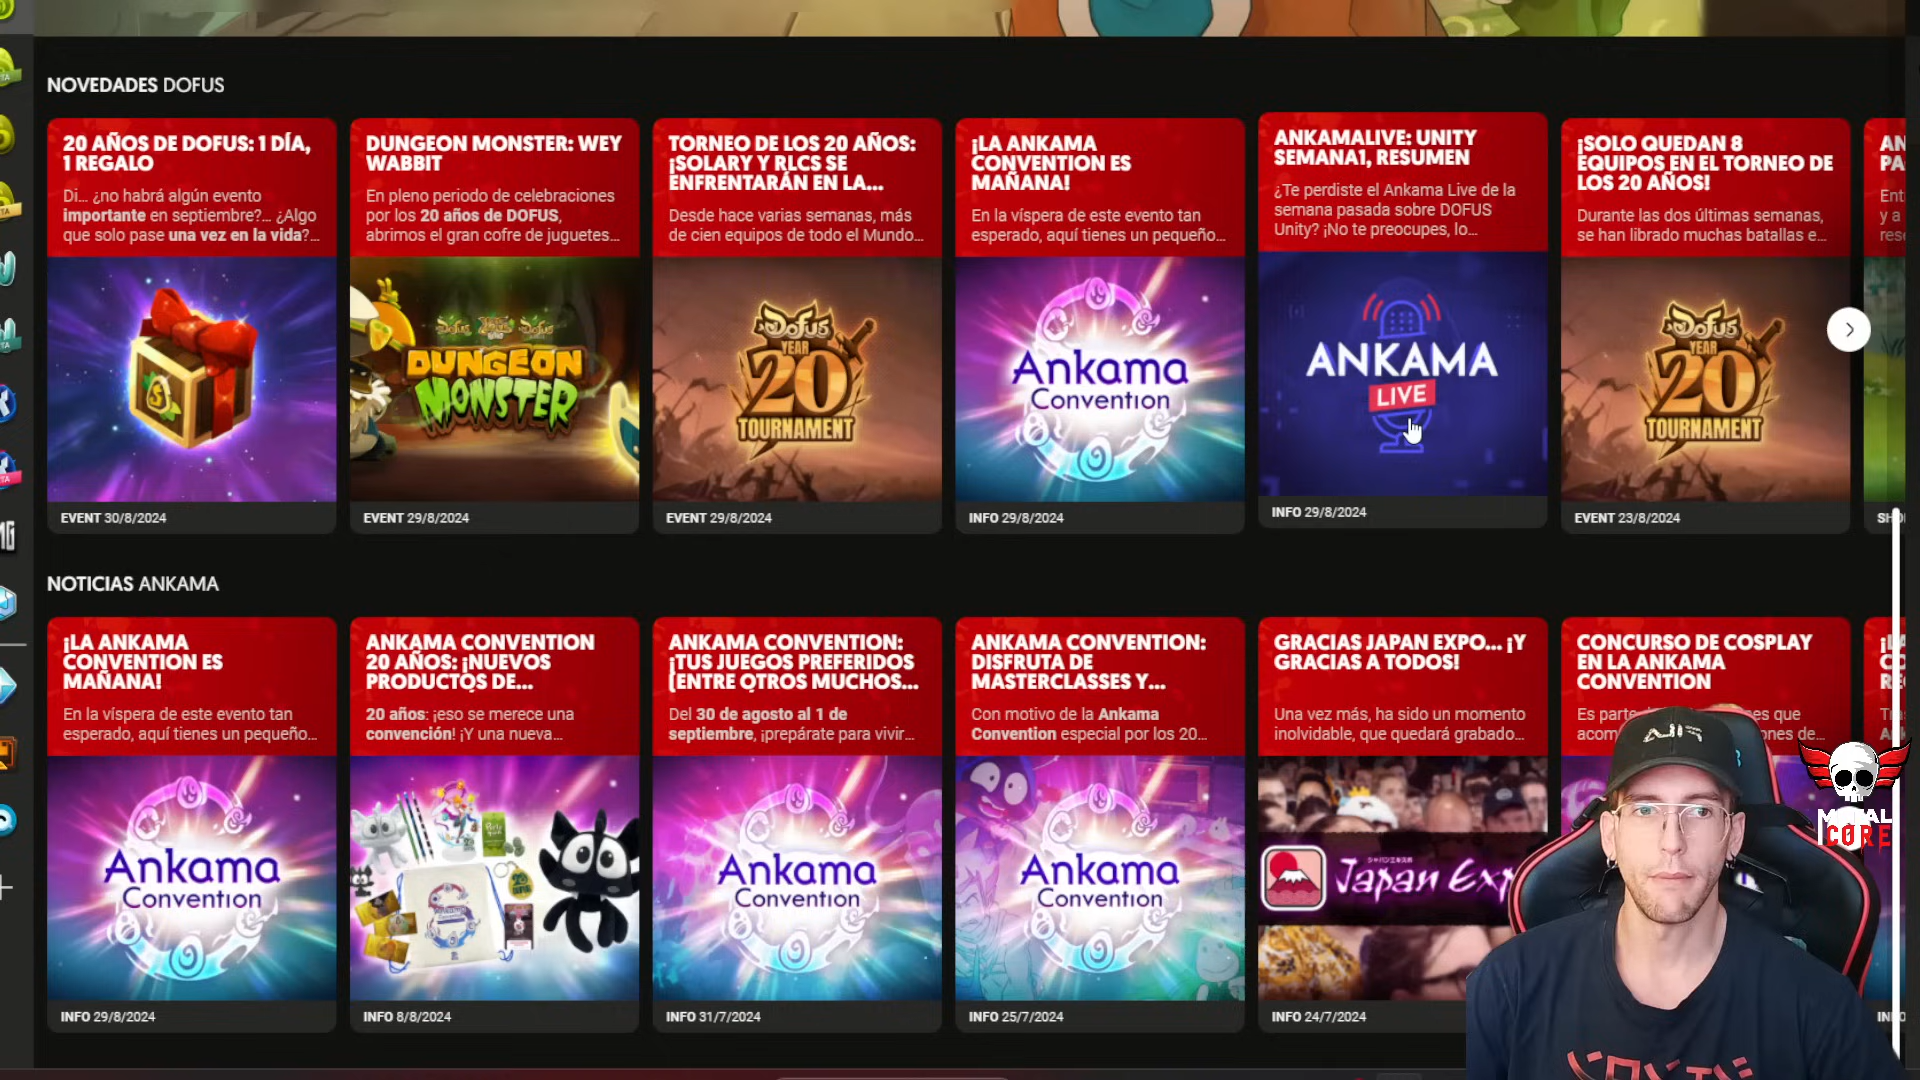 NOVEDADES DOFUS
20 AÑOS DE DOFUS: 1 DÍA,
1 REGALO
Di... ¿no habrá algún evento
importante en septiembre?... ¿Algo
que solo pase una vez en la vida?...
EVENT 30/8/2024
DUNGEON MONSTER: WEY
WABBIT
En pleno periodo de celebraciones
por los 20 años de DOFUS,
abrimos el gran cofre de juguetes...
DUNGEON
MONSTER
EVENT 29/8/2024
TORNEO DE LOS 20 AÑOS:
¡SOLARY Y RLCS SE
ENFRENTARÁN EN LA...
Desde hace varias semanas, más
de cien equipos de todo el Mundo...
DOFUS
YEAR
20
TOURNAMENT
EVENT 29/8/2024
¡LA ANKAMA
CONVENTION ES
MAÑANA!
En la víspera de este evento tan
esperado, aquí tienes un pequeño...
Ankama
Convention
INFO 29/8/2024
ANKAMALIVE: UNITY
SEMANA1, RESUMEN
¿Te perdiste el Ankama Live de la
semana pasada sobre DOFUS
Unity? ¡No te preocupes, lo...
ANKAMA
LIVE
INFO 29/8/2024
¡SOLO QUEDAN 8
EQUIPOS EN EL TORNEO DE
LOS 20 AÑOS!
Durante las dos últimas semanas,
se han librado muchas batallas e...
DOFUS
YEAR
20
TOURNAMENT
EVENT 23/8/2024
NOTICIAS ANKAMA
¡LA ANKAMA
CONVENTION ES
MAÑANA!
En la víspera de este evento tan
esperado, aquí tienes un pequeño...
Ankama
Convention
INFO 29/8/2024
ANKAMA CONVENTION
20 AÑOS: ¡NUEVOS
PRODUCTOS DE...
20 años: ¡eso se merece una
convención! ¡Y una nueva...
INFO 8/8/2024
ANKAMA CONVENTION:
¡TUS JUEGOS PREFERIDOS
(ENTRE OTROS MUCHOS...
Del 30 de agosto al 1 de
septiembre, ¡prepárate para vivir...
Ankama
Convention
INFO 31/7/2024
ANKAMA CONVENTION:
DISFRUTA DE
MASTERCLASSES Y...
Con motivo de la Ankama
Convention especial por los 20...
Ankama
Convention
INFO 25/7/2024
GRACIAS JAPAN EXPO... ¡Y
GRACIAS A TODOS!
Una vez más, ha sido un momento
inolvidable, que quedará grabado...
Japan Exp
INFO 24/7/2024
CONCURSO DE COSPLAY
EN LA ANKAMA
CONVENTION
Es parte
que
CORE